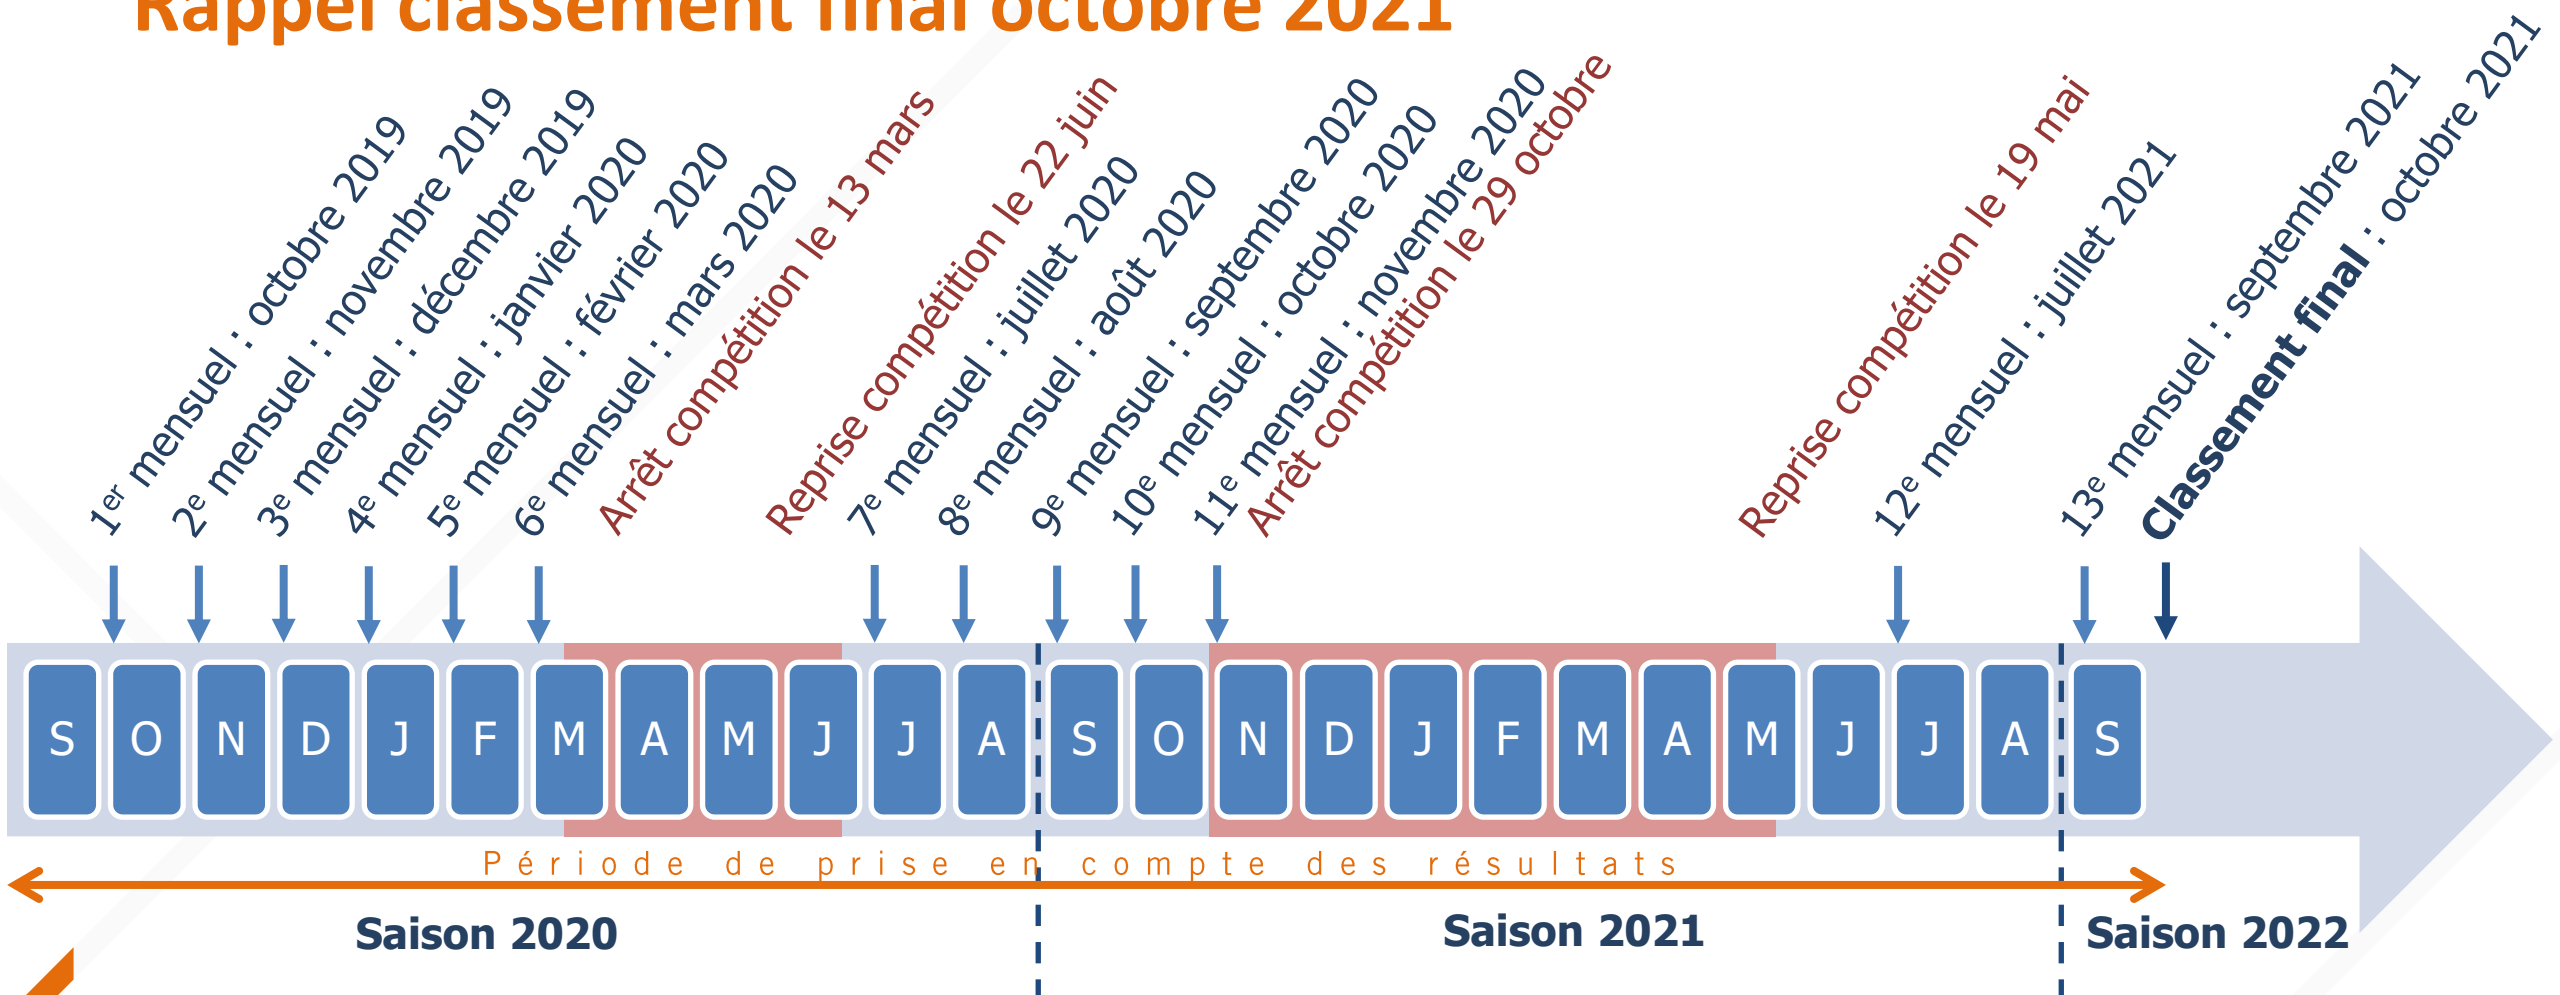 Rappel classement final octobre 2021
1er mensuel : octobre 2019
2e mensuel : novembre 2019
3e mensuel : décembre 2019
4e mensuel : janvier 2020
5e mensuel : février 2020
6e mensuel : mars 2020
Arrêt compétition le 13 mars
Reprise compétition le 22 juin
7e mensuel : juillet 2020
8e mensuel : août 2020
9e mensuel : septembre 2020
10e mensuel : octobre 2020
11e mensuel : novembre 2020
Arrêt compétition le 29 octobre
Reprise compétition le 19 mai
12e mensuel : juillet 2021
13e mensuel : septembre 2021
Classement final : octobre 2021
S O N D J F M A M J J A S O N D J F M A M J J A S
Période de prise en compte des résultats
Saison 2020 Saison 2021 Saison 2022